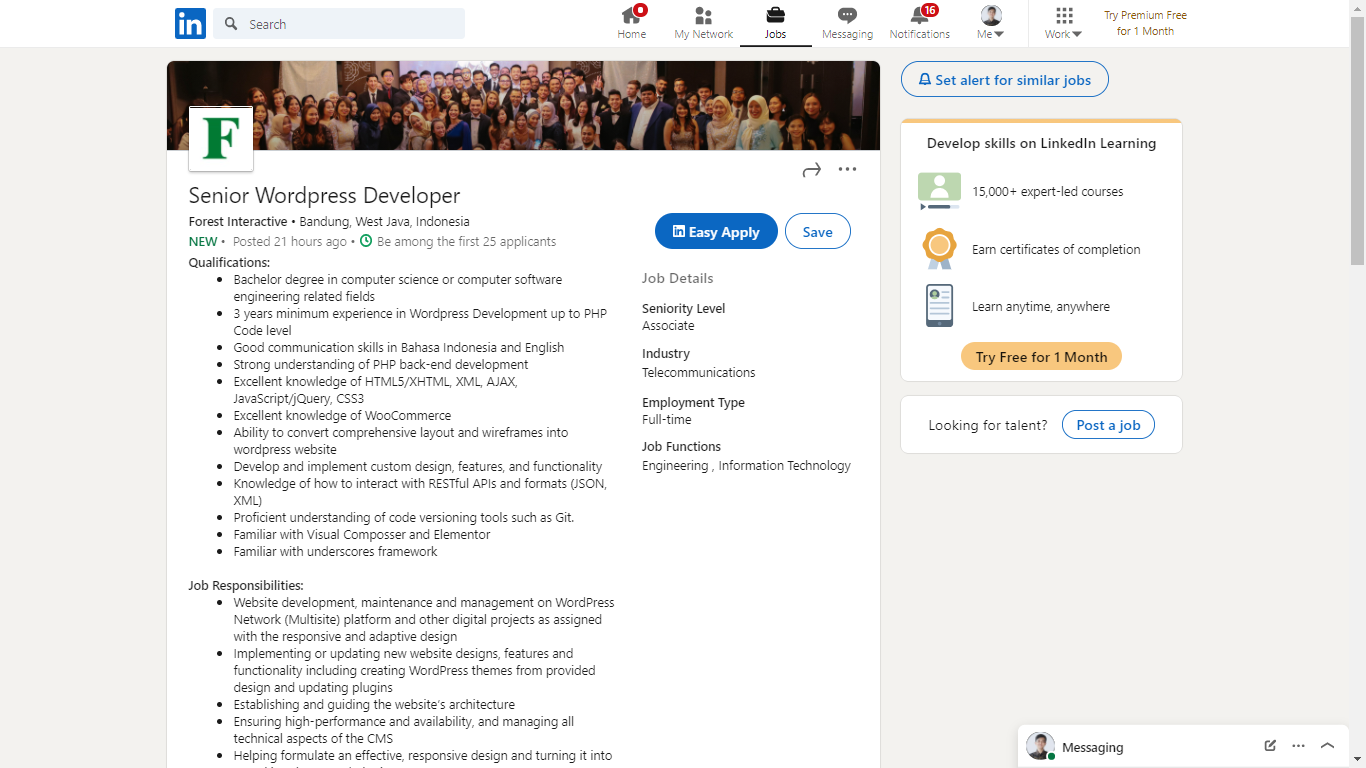 in
Search
Home
My Network
Jobs
Messaging
16
Notifications
Me
Work
Try Premium Free
for 1 Month
F
Senior Wordpress Developer
Forest Interactive • Bandung, West Java, Indonesia
NEW • Posted 21 hours ago • Be among the first 25 applicants
in Easy Apply
Save
Qualifications:
• Bachelor degree in computer science or computer software
engineering related fields
• 3 years minimum experience in Wordpress Development up to PHP
Code level
• Good communication skills in Bahasa Indonesia and English
• Strong understanding of PHP back-end development
• Excellent knowledge of HTML5/XHTML, XML, AJAX,
JavaScript/jQuery, CSS3
• Excellent knowledge of WooCommerce
• Ability to convert comprehensive layout and wireframes into
wordpress website
• Develop and implement custom design, features, and functionality
• Knowledge of how to interact with RESTful APIs and formats (JSON,
XML)
• Proficient understanding of code versioning tools such as Git.
• Familiar with Visual Composser and Elementor
• Familiar with underscores framework
Job Responsibilities:
• Website development, maintenance and management on WordPress
Network (Multisite) platform and other digital projects as assigned
with the responsive and adaptive design
• Implementing or updating new website designs, features and
functionality including creating WordPress themes from provided
design and updating plugins
• Establishing and guiding the website's architecture
• Ensuring high-performance and availability, and managing all
technical aspects of the CMS
• Helping formulate an effective, responsive design and turning it into
Job Details
Seniority Level
Associate
Industry
Telecommunications
Employment Type
Full-time
Job Functions
Engineering , Information Technology
Set alert for similar jobs
Develop skills on LinkedIn Learning
15,000+ expert-led courses
Earn certificates of completion
Learn anytime, anywhere
Try Free for 1 Month
Looking for talent?
Post a job
Messaging